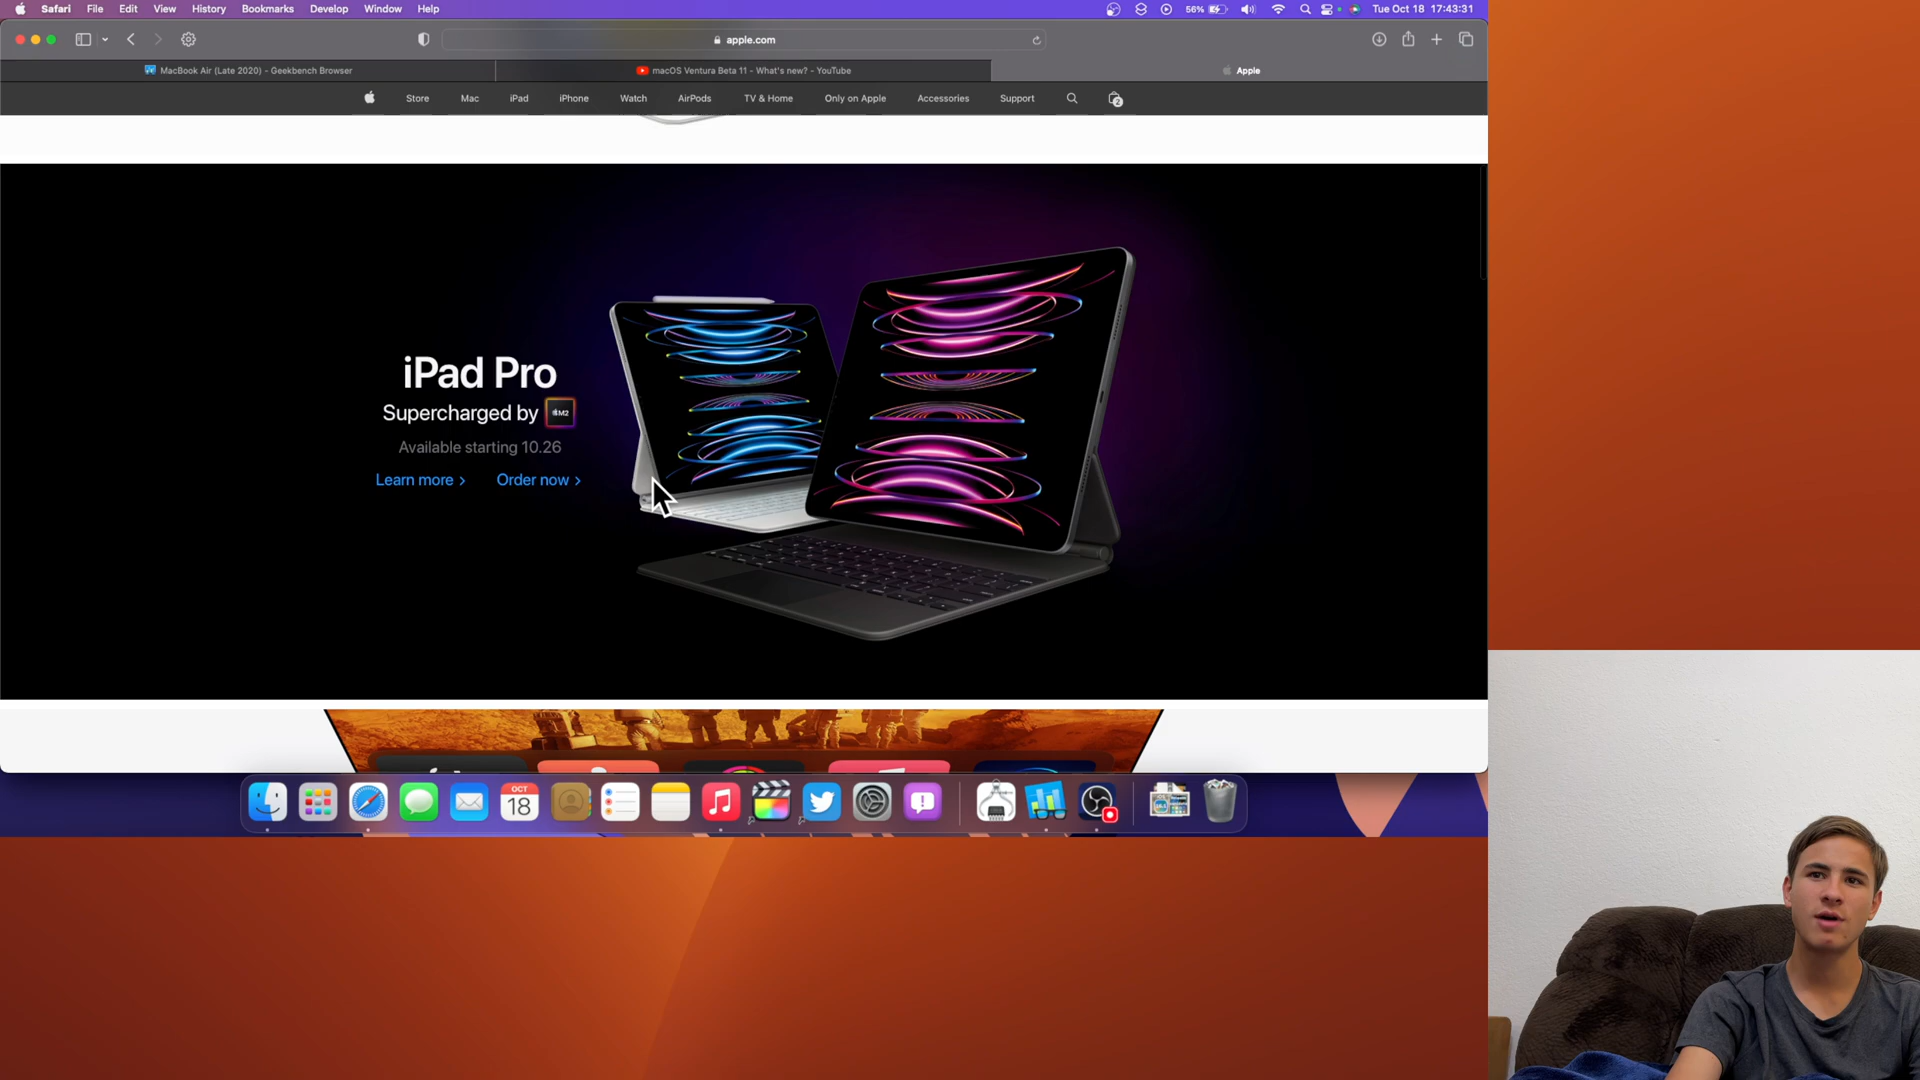 Safari File Edit View History Bookmarks Develop Window Help 56% Tue Oct 18 17:43:31
apple.com
MacBook Air (Late 2020) - Geekbench Browser
macOS Ventura Beta 11 - What's new? - YouTube
Apple
Store Mac iPad iPhone Watch AirPods TV & Home Only on Apple Accessories Support 2
iPad Pro
Supercharged by M2
Available starting 10.26
Learn more > Order now >
OCT
18